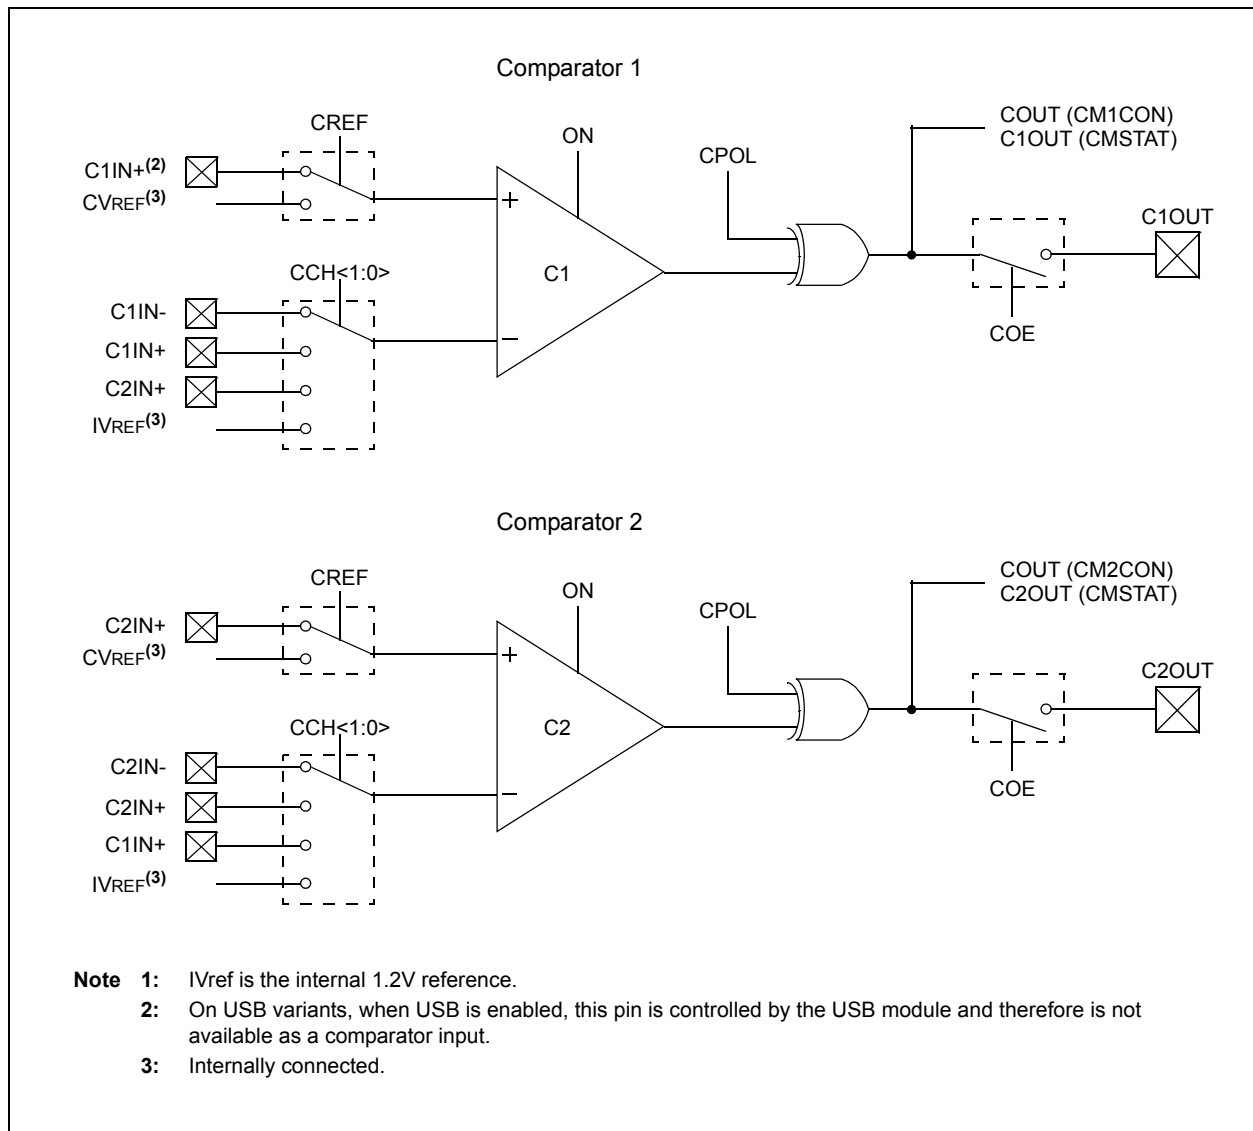 Comparator 1
CREF
ON
CPOL
COUT (CM1CON)
C1OUT (CMSTAT)
C1IN+(2)
CVREF(3)
C1OUT
+
C1
CCH<1:0>
COE
C1IN-
C1IN+
C2IN+
IVREF(3)
–
Comparator 2
CREF
ON
CPOL
COUT (CM2CON)
C2OUT (CMSTAT)
C2IN+
CVREF(3)
C2OUT
+
C2
CCH<1:0>
COE
C2IN-
C2IN+
C1IN+
IVREF(3)
–
Note 1: IVref is the internal 1.2V reference.
2: On USB variants, when USB is enabled, this pin is controlled by the USB module and therefore is not
available as a comparator input.
3: Internally connected.